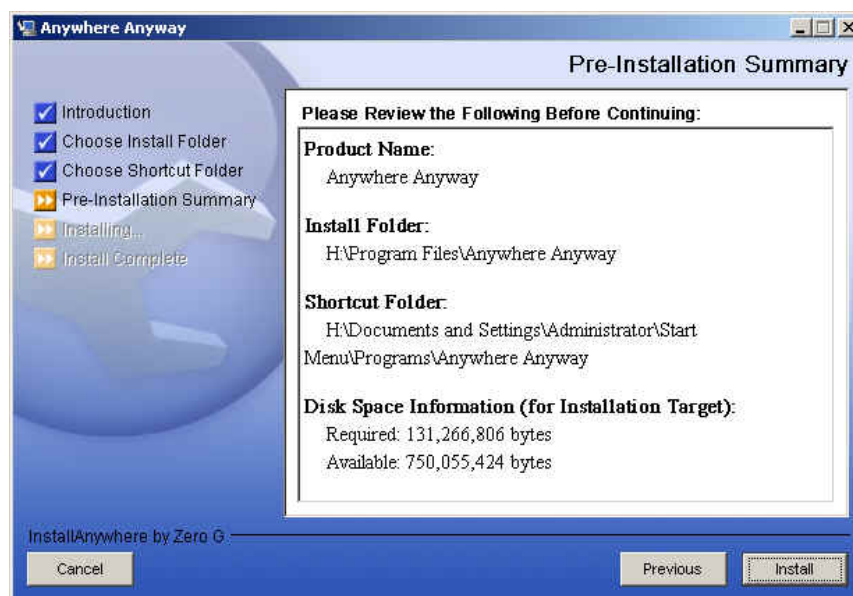 Anywhere Anyway
Pre-Installation Summary
Introduction
Choose Install Folder
Choose Shortcut Folder
Pre-Installation Summary
Installing...
Install Complete
Please Review the Following Before Continuing:
Product Name:
Anywhere Anyway
Install Folder:
H:\Program Files\Anywhere Anyway
Shortcut Folder:
H:\Documents and Settings\Administrator\Start
Menu\Programs\Anywhere Anyway
Disk Space Information (for Installation Target):
Required: 131,266,806 bytes
Available: 750,055,424 bytes
InstallAnywhere by Zero G
Cancel
Previous
Install